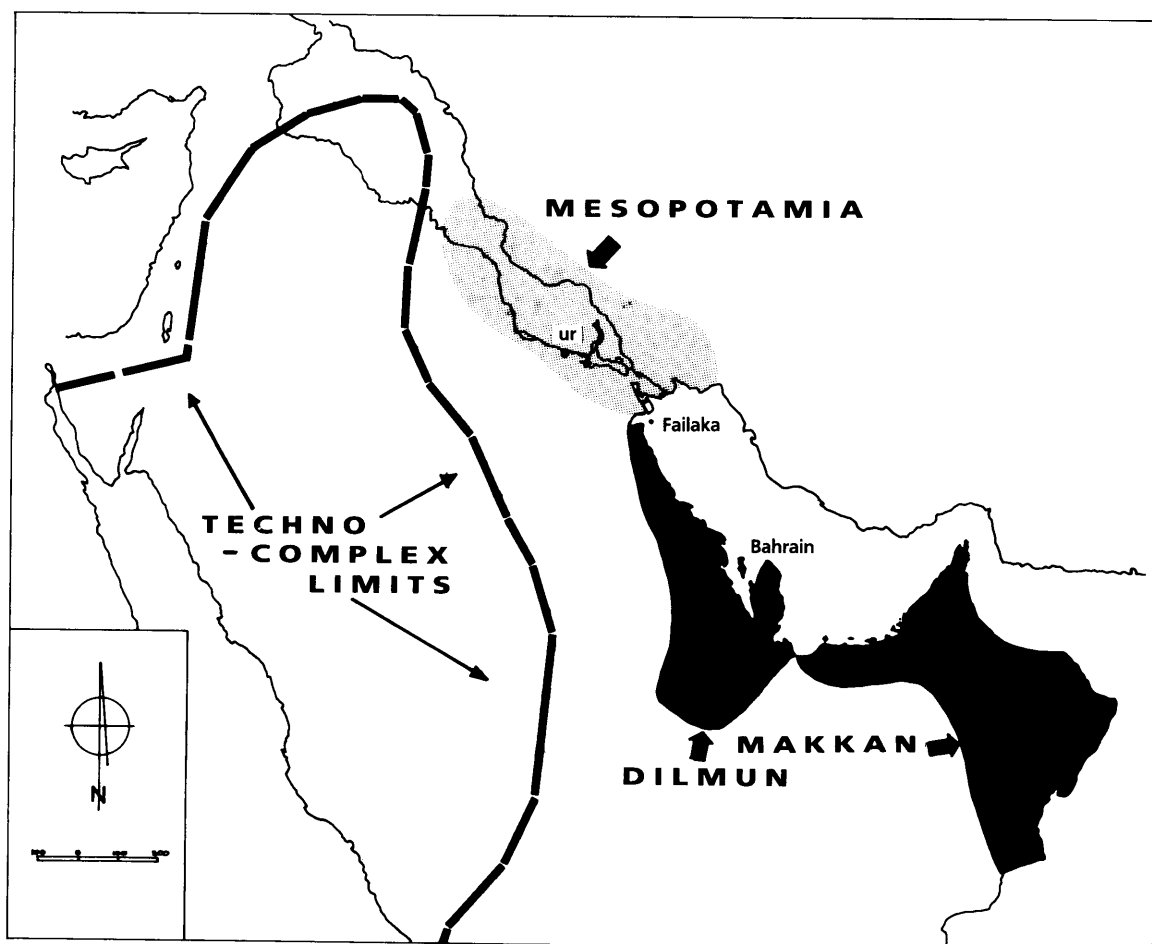 MESOPOTAMIA
ur
Failaka
TECHNO
-COMPLEX
LIMITS
Bahrain
MAKKAN
DILMUN
N